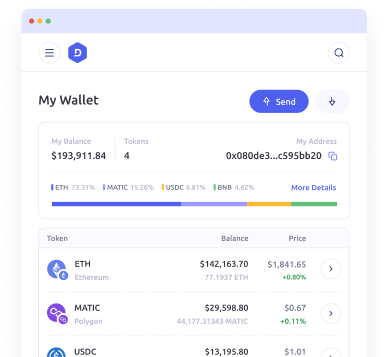 My Wallet
Send
My Balance
Tokens
My Address
$193,911.84
4
0x080de3...c595bb20
ETH 73.31% MATIC 15.26% USDC 6.81% BNB 4.62%
More Details
Token Balance Price
ETH $142,163.70 $1,841.65
Ethereum 77.1937 ETH +0.80%
MATIC $29,598.80 $0.67
Polygon 44,177.31343 MATIC +0.11%
USDC $13,195.80 $1.01